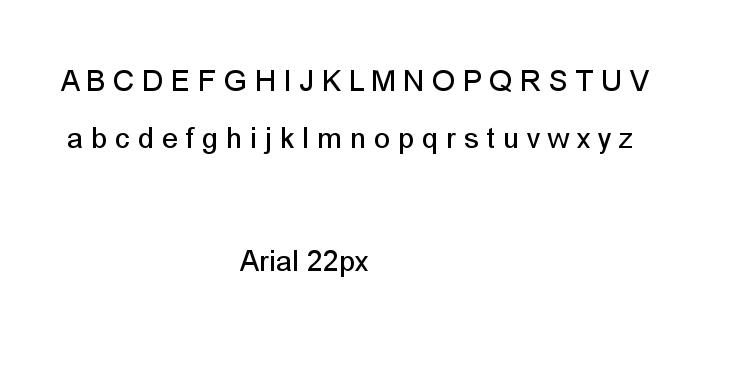 A B C D E F G H I J K L M N O P Q R S T U V
a b c d e f g h i j k l m n o p q r s t u v w x y z
Arial 22px